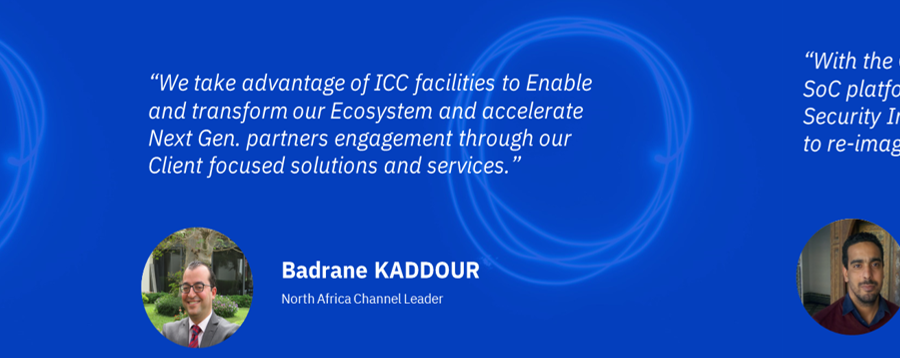 “We take advantage of ICC facilities to Enable
and transform our Ecosystem and accelerate
Next Gen. partners engagement through our
Client focused solutions and services.”
Badrane KADDOUR
North Africa Channel Leader
“With the
SoC platfo
Security In
to re-imag